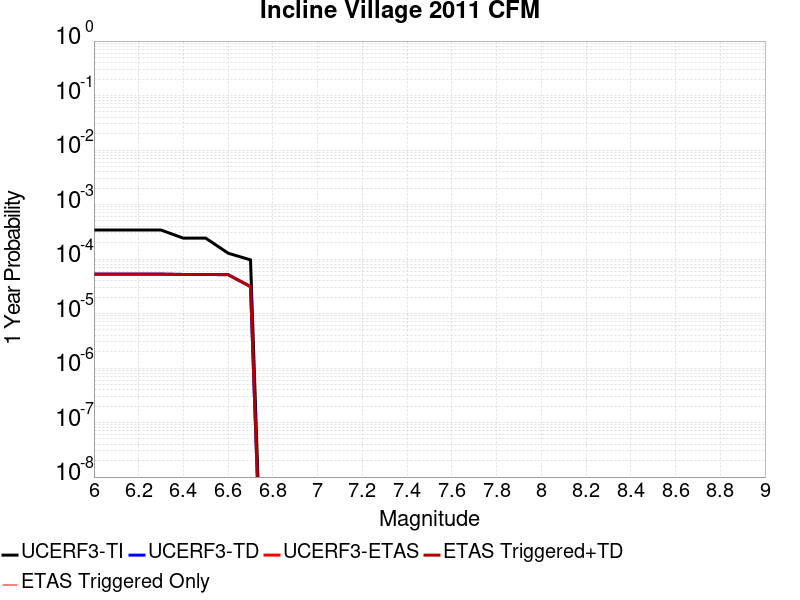 Incline Village 2011 CFM
10^0
10^-1
10^-2
10^-3
10^-4
10^-5
10^-6
10^-7
10^-8
1 Year Probability
6 6.2 6.4 6.6 6.8 7 7.2 7.4 7.6 7.8 8 8.2 8.4 8.6 8.8 9
Magnitude
UCERF3-TI UCERF3-TD UCERF3-ETAS ETAS Triggered+TD
ETAS Triggered Only